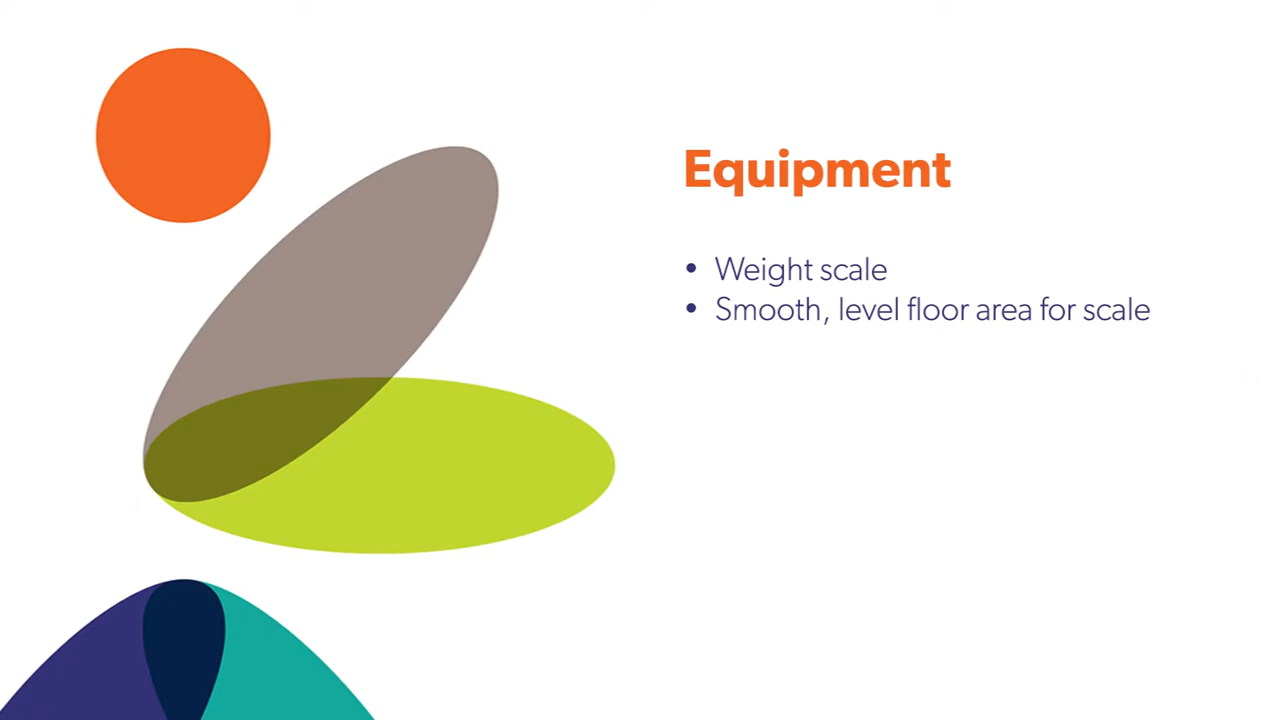 Equipment
• Weight scale
• Smooth, level floor area for scale